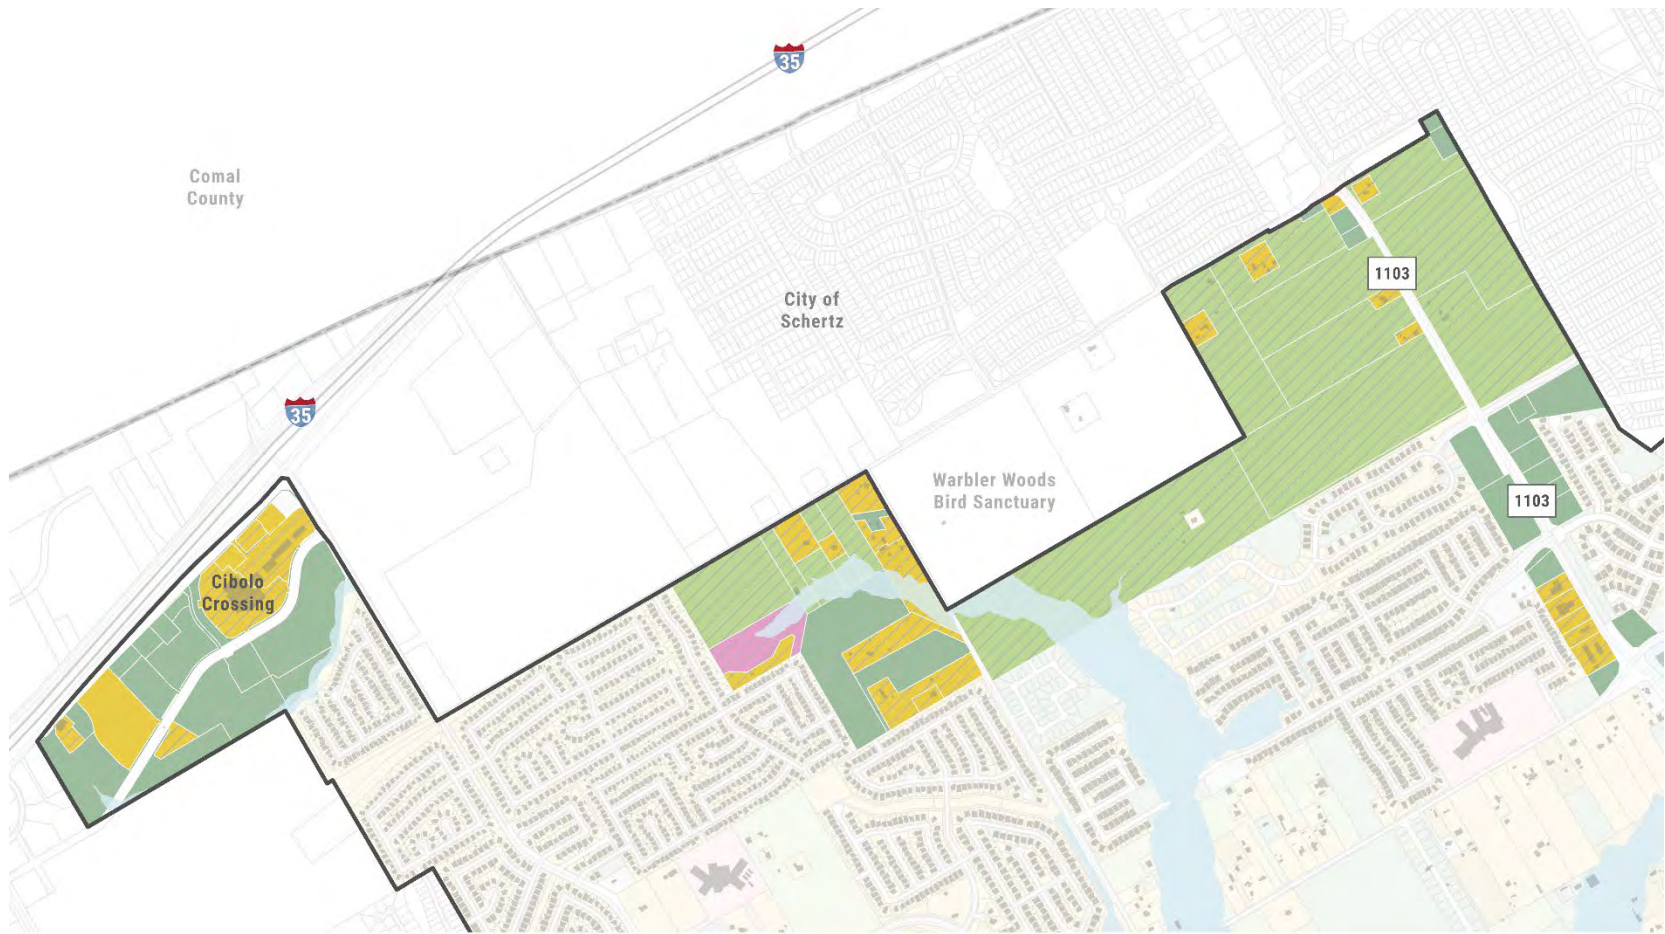 35
Comal
County
1103
City of
Schertz
35
Warbler Woods
Bird Sanctuary
1103
Cibolo
Crossing